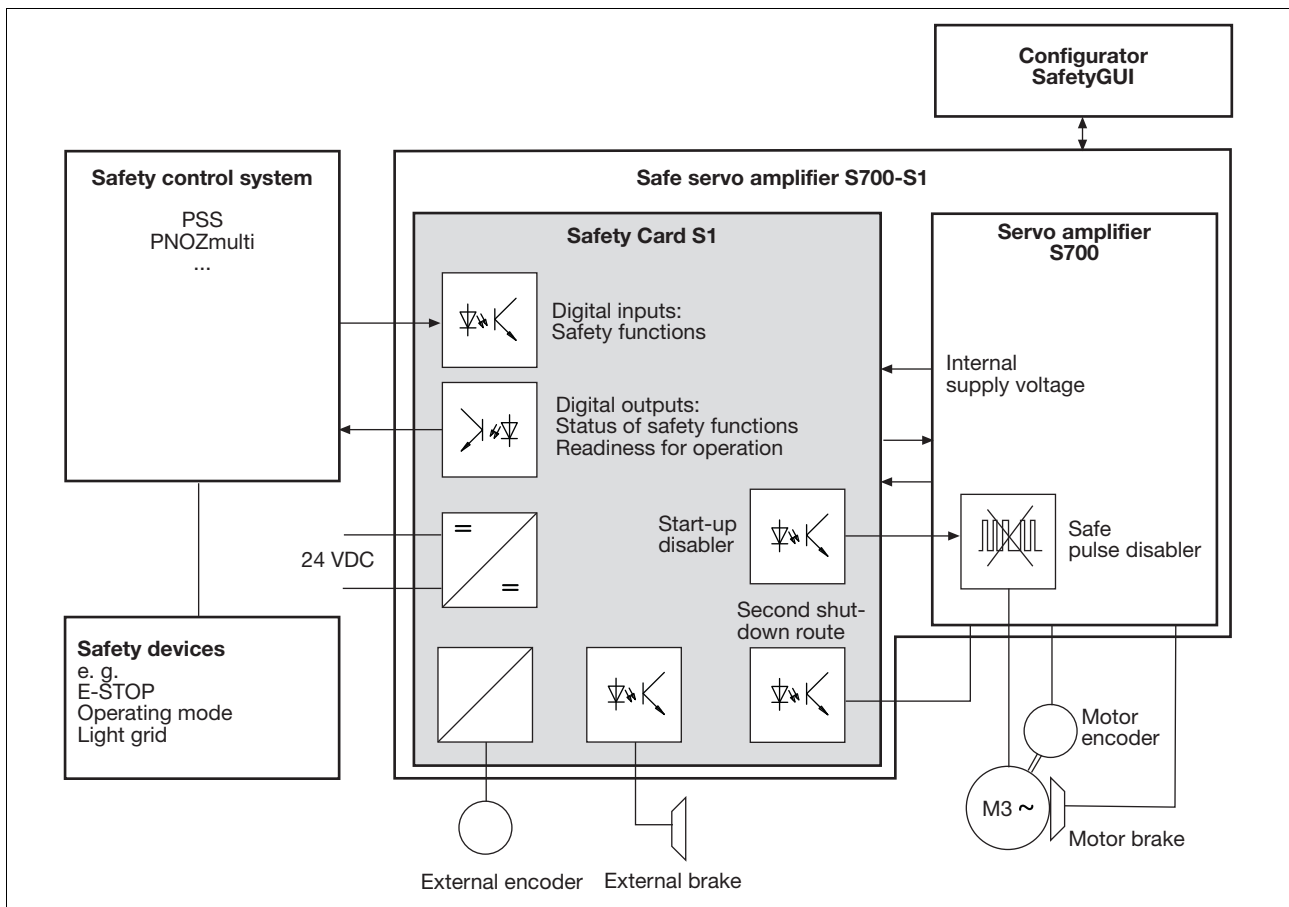 Configurator
SafetyGUI
Safety control system
PSS
PNOZmulti
...
Safe servo amplifier S700-S1
Safety Card S1
Servo amplifier
S700
Digital inputs:
Safety functions
Internal
supply voltage
Digital outputs:
Status of safety functions
Readiness for operation
Start-up
disabler
Safe
pulse disabler
24 VDC
=
=
Second shut-
down route
Safety devices
e. g.
E-STOP
Operating mode
Light grid
Motor
encoder
M3 ~
Motor brake
External encoder
External brake